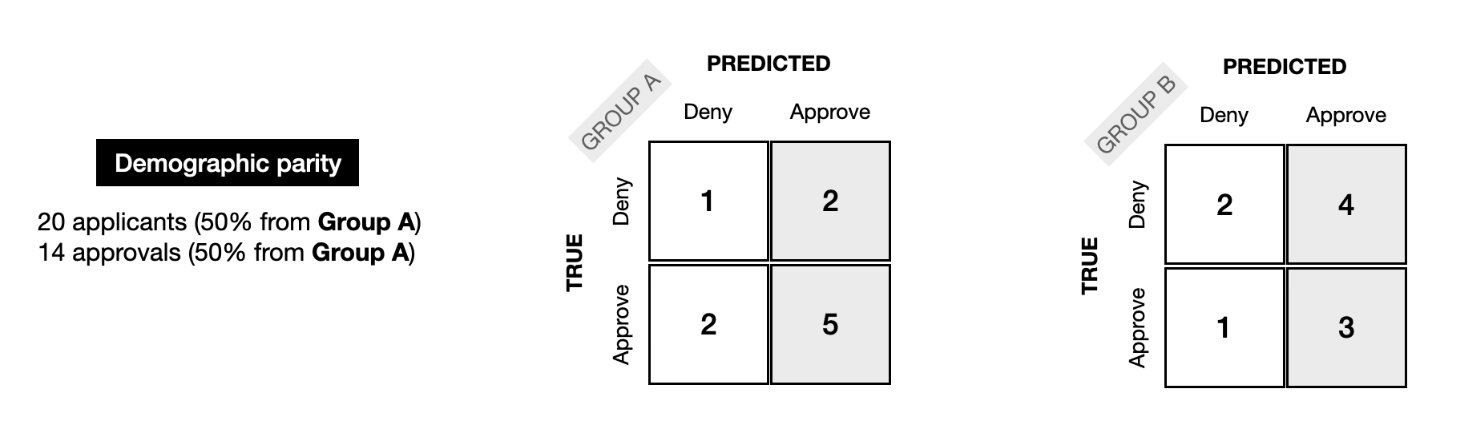 Demographic parity
20 applicants (50% from Group A)
14 approvals (50% from Group A)
PREDICTED
GROUP A
Deny Approve
TRUE
Deny 1 2
Approve 2 5
PREDICTED
GROUP B
Deny Approve
TRUE
Deny 2 4
Approve 1 3